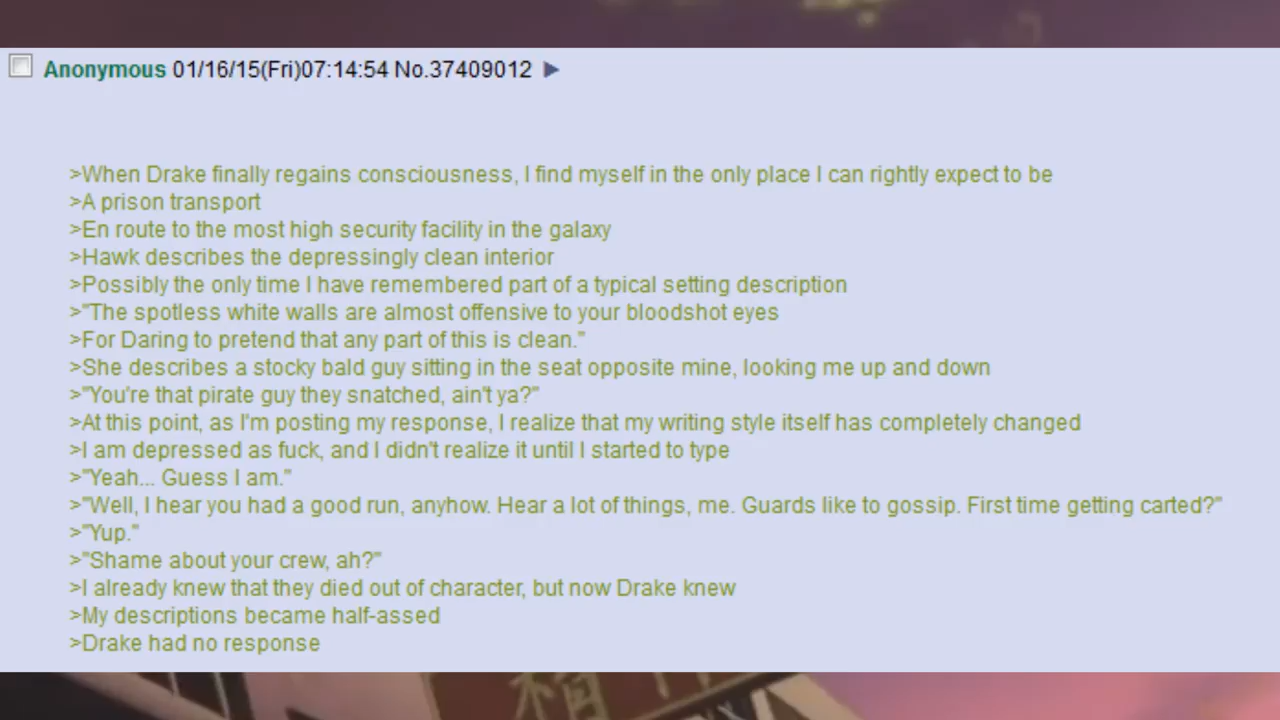 Anonymous 01/16/15(Fri)07:14:54 No.37409012 ▶
>When Drake finally regains consciousness, I find myself in the only place I can rightly expect to be
>A prison transport
>En route to the most high security facility in the galaxy
>Hawk describes the depressingly clean interior
>Possibly the only time I have remembered part of a typical setting description
>"The spotless white walls are almost offensive to your bloodshot eyes
>For Daring to pretend that any part of this is clean."
>She describes a stocky bald guy sitting in the seat opposite mine, looking me up and down
>"You're that pirate guy they snatched, ain't ya?"
>At this point, as I'm posting my response, I realize that my writing style itself has completely changed
>I am depressed as fuck, and I didn't realize it until I started to type
>"Yeah... Guess I am."
>"Well, I hear you had a good run, anyhow. Hear a lot of things, me. Guards like to gossip. First time getting carted?"
>"Yup."
>"Shame about your crew, ah?"
>I already knew that they died out of character, but now Drake knew
>My descriptions became half-assed
>Drake had no response